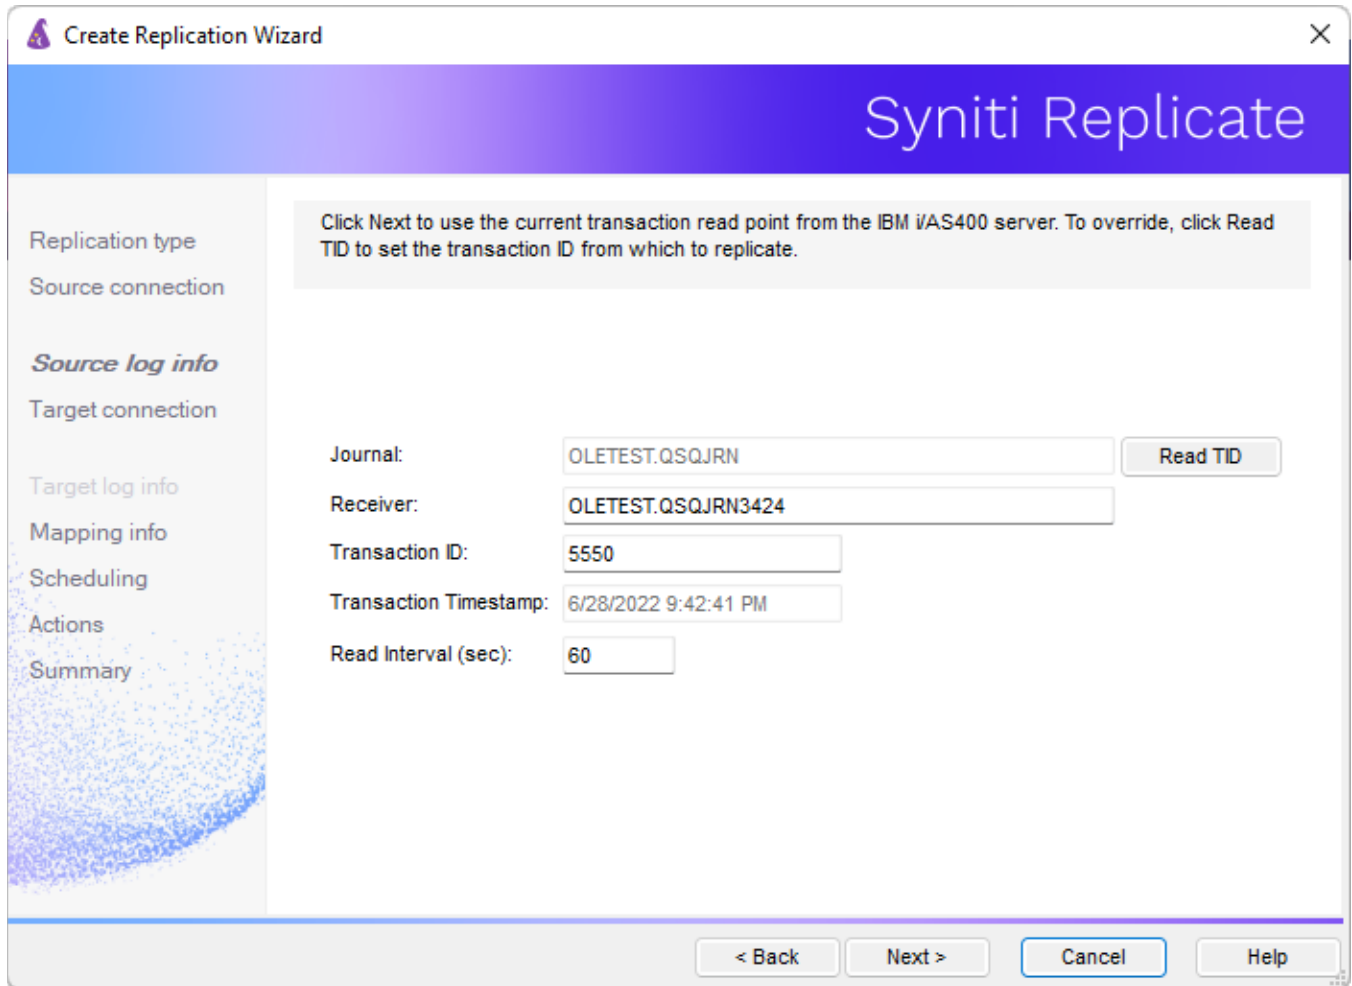 Create Replication Wizard
Syniti Replicate
Replication type
Source connection
Source log info
Target connection
Target log info
Mapping info
Scheduling
Actions
Summary
Click Next to use the current transaction read point from the IBM i/AS400 server. To override, click Read
TID to set the transaction ID from which to replicate.
Journal: OLETEST.QSQJRN Read TID
Receiver: OLETEST.QSQJRN3424
Transaction ID: 5550
Transaction Timestamp: 6/28/2022 9:42:41 PM
Read Interval (sec): 60
< Back Next > Cancel Help